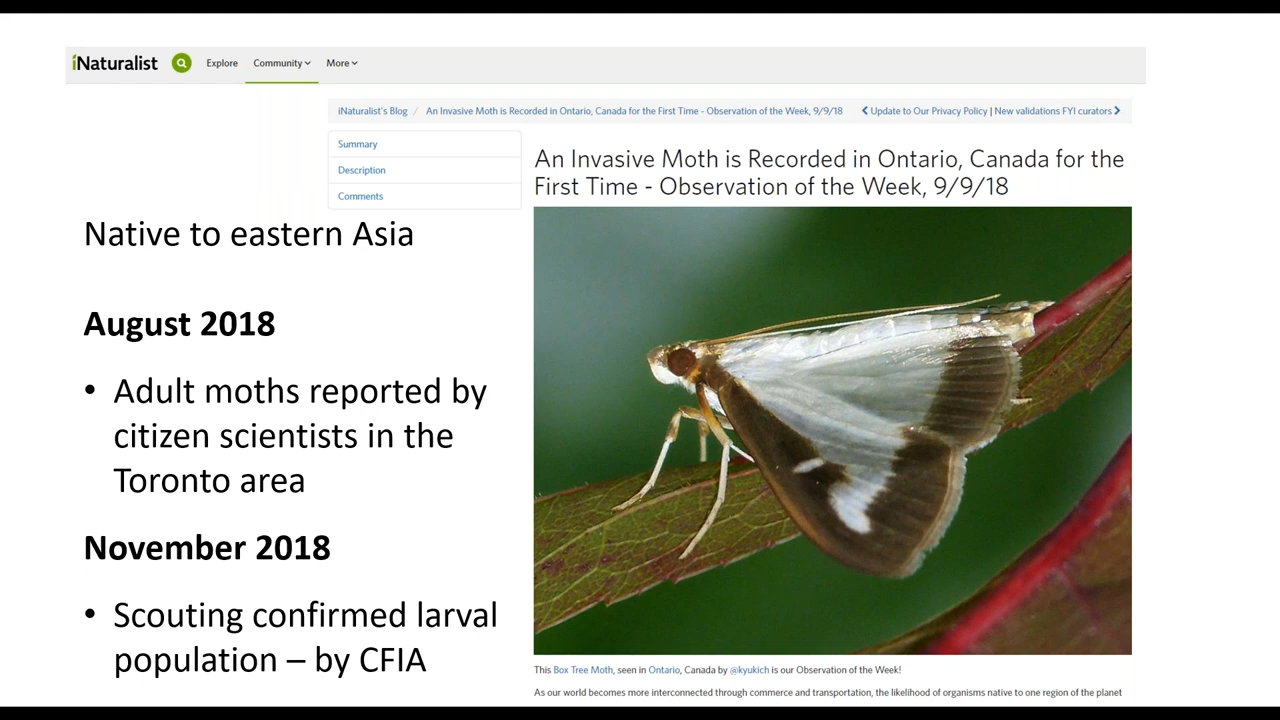 iNaturalist Explore Community More
iNaturalist's Blog / An Invasive Moth is Recorded in Ontario, Canada for the First Time - Observation of the Week, 9/9/18 Update to Our Privacy Policy | New validations FYI curators
Summary
Description
Comments
An Invasive Moth is Recorded in Ontario, Canada for the
First Time - Observation of the Week, 9/9/18
Native to eastern Asia
August 2018
• Adult moths reported by
citizen scientists in the
Toronto area
November 2018
• Scouting confirmed larval
population – by CFIA
This Box Tree Moth, seen in Ontario, Canada by @kyukich is our Observation of the Week!
As our world becomes more interconnected through commerce and transportation, the likelihood of organisms native to one region of the planet